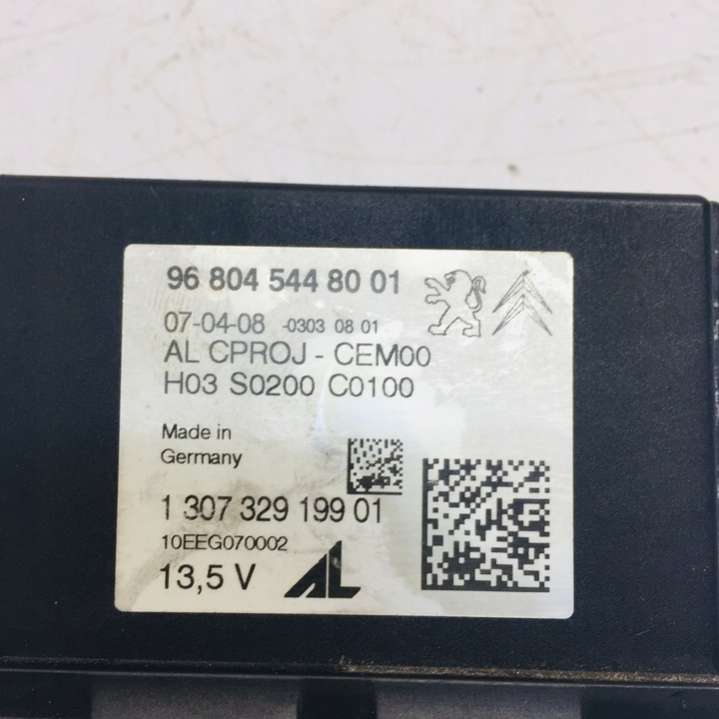 96 804 544 80 01
07-04-08 -0303 08 01
AL CPROJ - CEM00
H03 S0200 C0100
Made in
Germany
1 307 329 199 01
10EEG070002
13,5 V AL